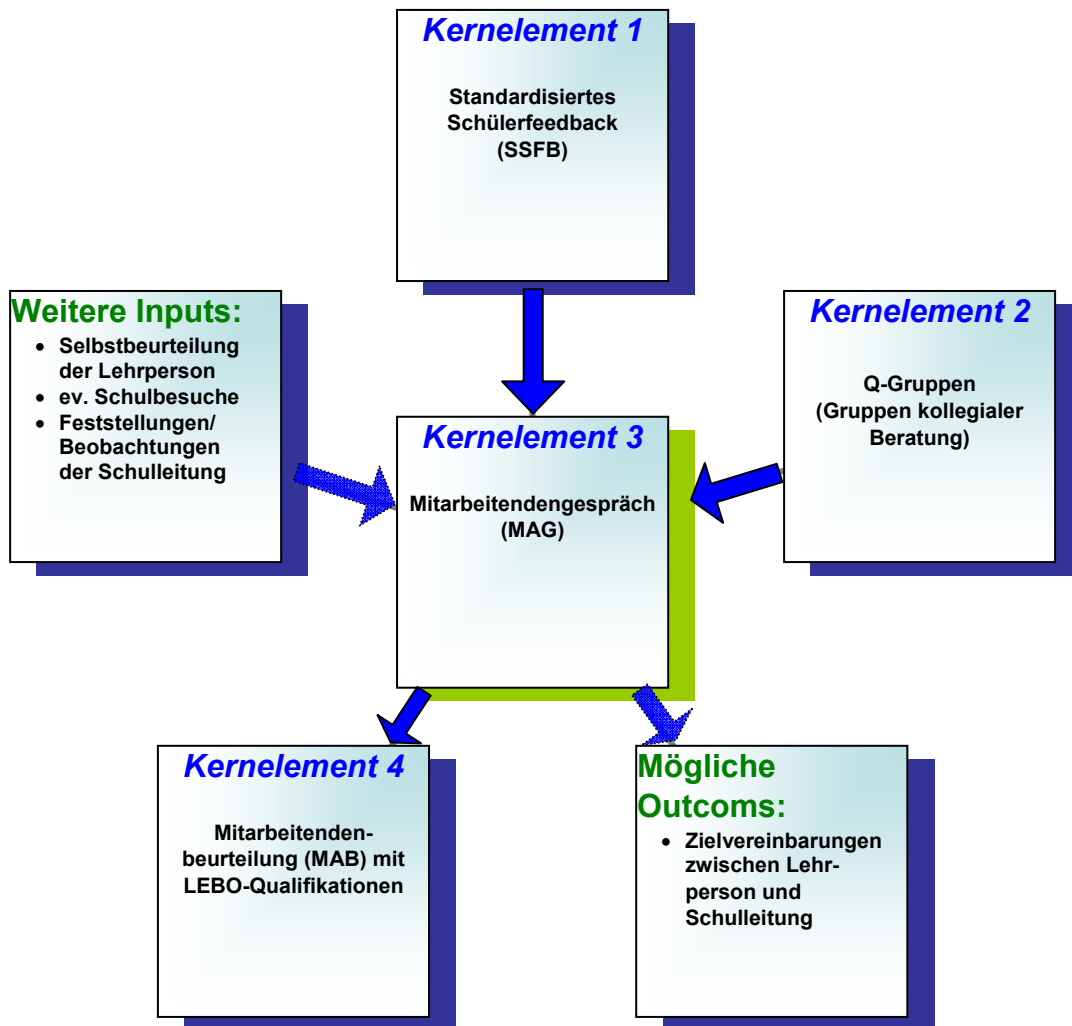 Kernelement 1
Standardisiertes
Schülerfeedback
(SSFB)
Weitere Inputs:
• Selbstbeurteilung
der Lehrperson
• ev. Schulbesuche
• Feststellungen/
Beobachtungen
der Schulleitung
Kernelement 2
Q-Gruppen
(Gruppen kollegialer
Beratung)
Kernelement 3
Mitarbeitendengespräch
(MAG)
Kernelement 4
Mitarbeitenden-
beurteilung (MAB) mit
LEBO-Qualifikationen
Mögliche
Outcoms:
• Zielvereinbarungen
zwischen Lehr-
person und
Schulleitung